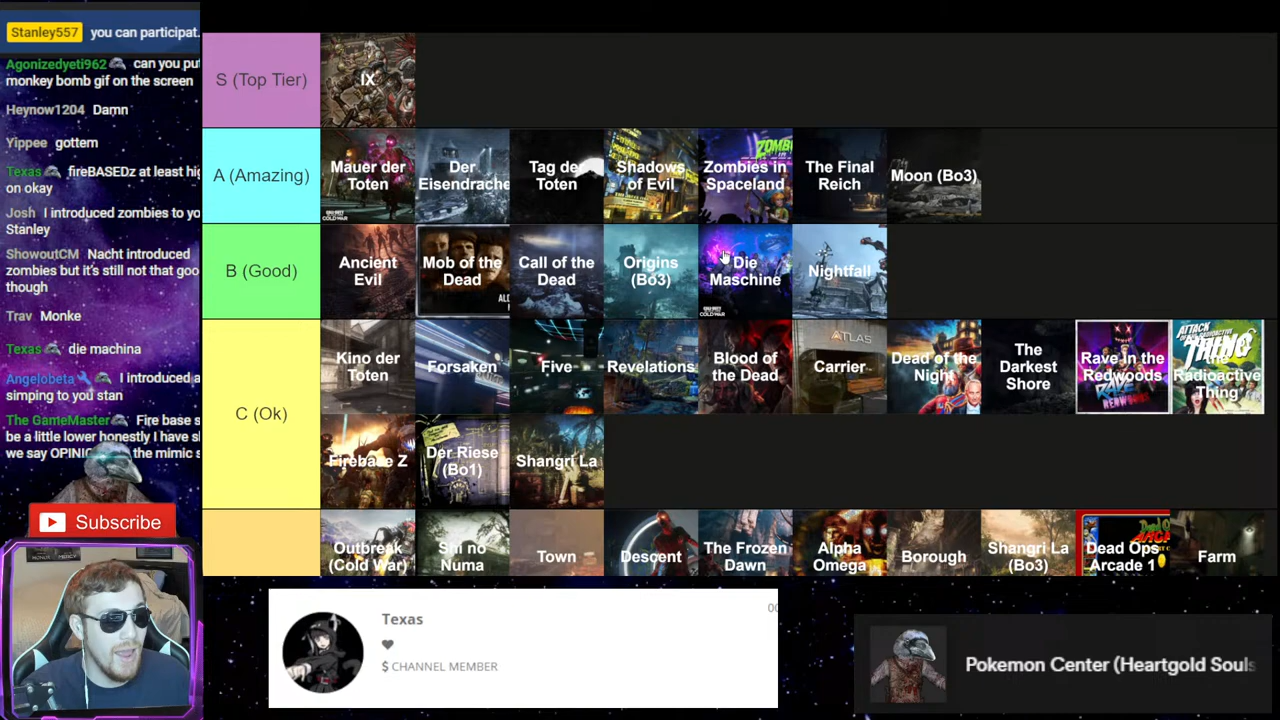 Stanley557 you can participat.
Agonizedyeti962 can you put
monkey bomb gif on the screen
Heynow1204 Damn
Yippee gottem
Texas fireBASEDz at least hig
on okay
Josh I introduced zombies to yo
Stanley
ShowoutCM Nacht introduced
zombies but it's still not that goo
though
Trav Monke
Texas die machina
Angelobeta I introduced a
simping to you stan
The GameMaster Fire base s
be a little lower honestly I have s
we say OPINIO the mimic s
Subscribe
S (Top Tier)
IX
A (Amazing)
Mauer der
Toten
Der
Eisendrache
Tag der
Toten
Shadows
of Evil
Zombies in
Spaceland
The Final
Reich
Moon (Bo3)
B (Good)
Ancient
Evil
Mob of the
Dead
Call of the
Dead
Origins
(Bo3)
Die
Maschine
Nightfall
C (Ok)
Kino der
Toten
Forsaken
Five
Revelations
Blood of
the Dead
ATLAS
Carrier
Dead of the
Night
The
Darkest
Shore
Rave in the
Redwoods
ATTACK
OF THE RADIOACTIVE
THING
Radioactive
Thing'
Firebase Z
Der Riese
(Bo1)
Shangri La
Outbreak
(Cold War)
Shi no
Numa
Town
Descent
The Frozen
Dawn
Alpha
Omega
Borough
Shangri La
(Bo3)
Dead Ops
Arcade 1
Farm
Texas
$ CHANNEL MEMBER
Pokemon Center (Heartgold Souls